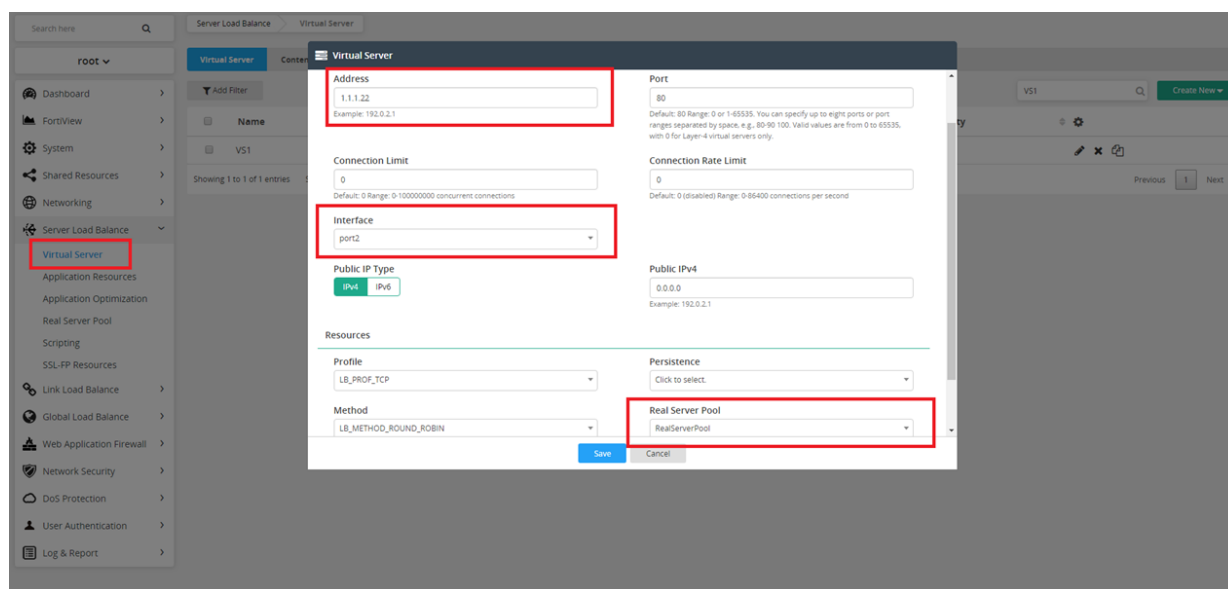 Search here
root
Dashboard
FortiView
System
Shared Resources
Networking
Server Load Balance
Virtual Server
Application Resources
Application Optimization
Real Server Pool
Scripting
SSL-FP Resources
Link Load Balance
Global Load Balance
Web Application Firewall
Network Security
DoS Protection
User Authentication
Log & Report
Server Load Balance Virtual Server
Virtual Server
Add Filter
Name
VS1
Showing 1 to 1 of 1 entries
VS1
Create New
Previous 1 Next
Virtual Server
Address
1.1.1.22
Example: 192.0.2.1
Port
80
Default: 80 Range: 0 or 1-65535. You can specify up to eight ports or port
ranges separated by space, e.g., 80-90 100. Valid values are from 0 to 65535,
with 0 for Layer-4 virtual servers only.
Connection Limit
0
Default: 0 Range: 0-100000000 concurrent connections
Connection Rate Limit
0
Default: 0 (disabled) Range: 0-86400 connections per second
Interface
port2
Public IP Type
IPv4 IPv6
Public IPv4
0.0.0.0
Example: 192.0.2.1
Resources
Profile
LB_PROF_TCP
Persistence
Click to select.
Method
LB_METHOD_ROUND_ROBIN
Real Server Pool
RealServerPool
Save Cancel